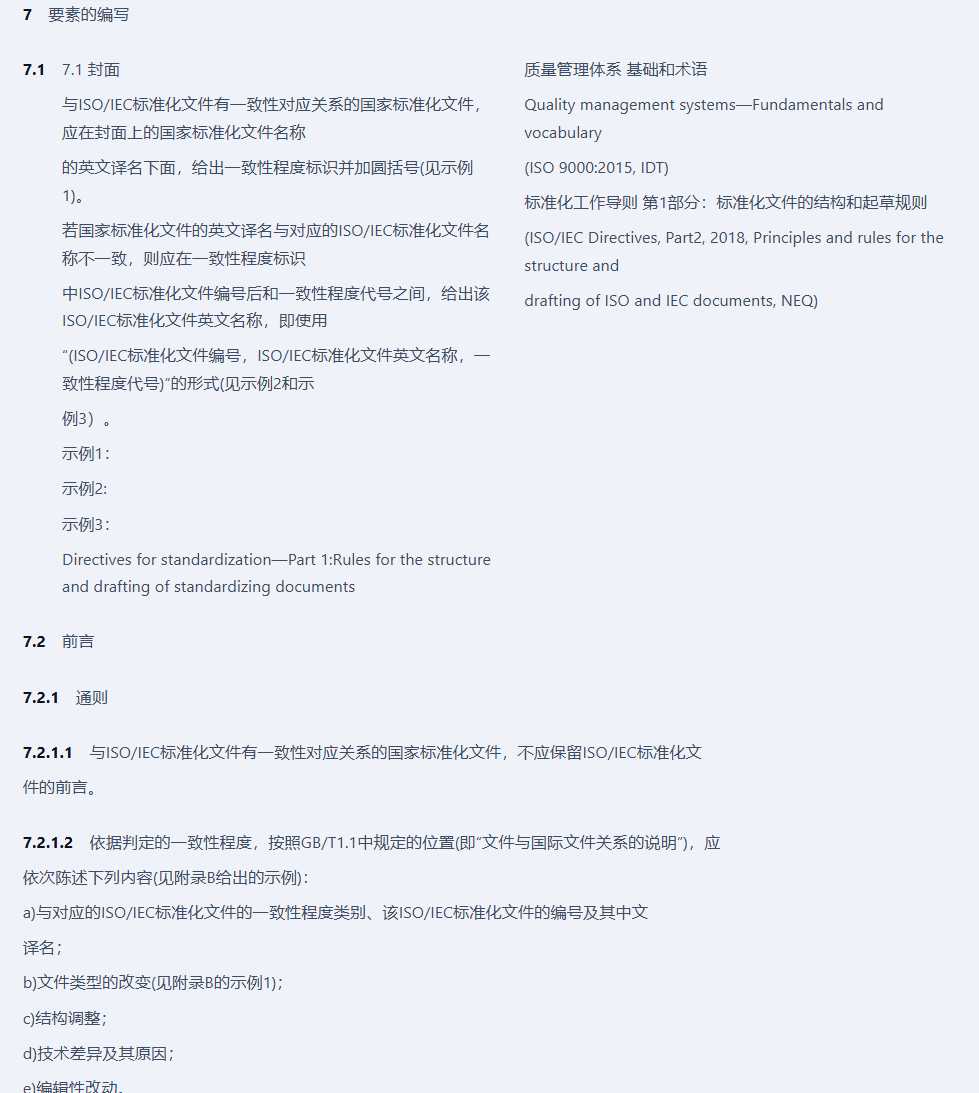 7 要素的编写
7.1 7.1 封面
与ISO/IEC标准化文件有一致性对应关系的国家标准化文件，
应在封面上的国家标准化文件名称
的英文译名下面，给出一致性程度标识并加圆括号(见示例
1)。
若国家标准化文件的英文译名与对应的ISO/IEC标准化文件名
称不一致，则应在一致性程度标识
中ISO/IEC标准化文件编号后和一致性程度代号之间，给出该
ISO/IEC标准化文件英文名称，即使用
“(ISO/IEC标准化文件编号，ISO/IEC标准化文件英文名称，一
致性程度代号)”的形式(见示例2和示
例3）。
示例1：
示例2:
示例3：
Directives for standardization—Part 1:Rules for the structure
and drafting of standardizing documents
质量管理体系 基础和术语
Quality management systems—Fundamentals and
vocabulary
(ISO 9000:2015, IDT)
标准化工作导则 第1部分：标准化文件的结构和起草规则
(ISO/IEC Directives, Part2, 2018, Principles and rules for the
structure and
drafting of ISO and IEC documents, NEQ)
7.2 前言
7.2.1 通则
7.2.1.1 与ISO/IEC标准化文件有一致性对应关系的国家标准化文件，不应保留ISO/IEC标准化文
件的前言。
7.2.1.2 依据判定的一致性程度，按照GB/T1.1中规定的位置(即“文件与国际文件关系的说明”)，应
依次陈述下列内容(见附录B给出的示例)：
a)与对应的ISO/IEC标准化文件的一致性程度类别、该ISO/IEC标准化文件的编号及其中文
译名；
b)文件类型的改变(见附录B的示例1)；
c)结构调整；
d)技术差异及其原因；
e)编辑性改动。